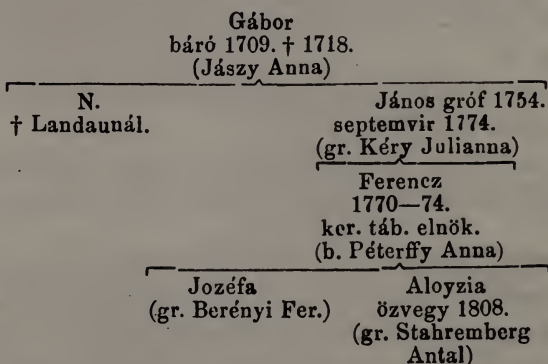 Gábor
báró 1709. † 1718.
(Jászy Anna)
N.
† Landaunál.
János gróf 1754.
septemvir 1774.
(gr. Kéry Julianna)
Ferencz
1770—74.
ker. táb. elnök.
(b. Péterffy Anna)
Jozéfa
(gr. Berényi Fer.)
Aloyzia
özvegy 1808.
(gr. Stahremberg
Antal)